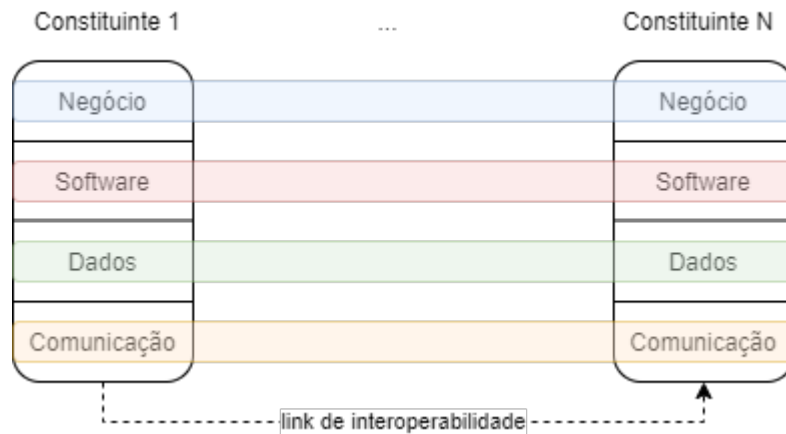 Constituinte 1 ... Constituinte N
Negócio Negócio
Software Software
Dados Dados
Comunicação Comunicação
link de interoperabilidade